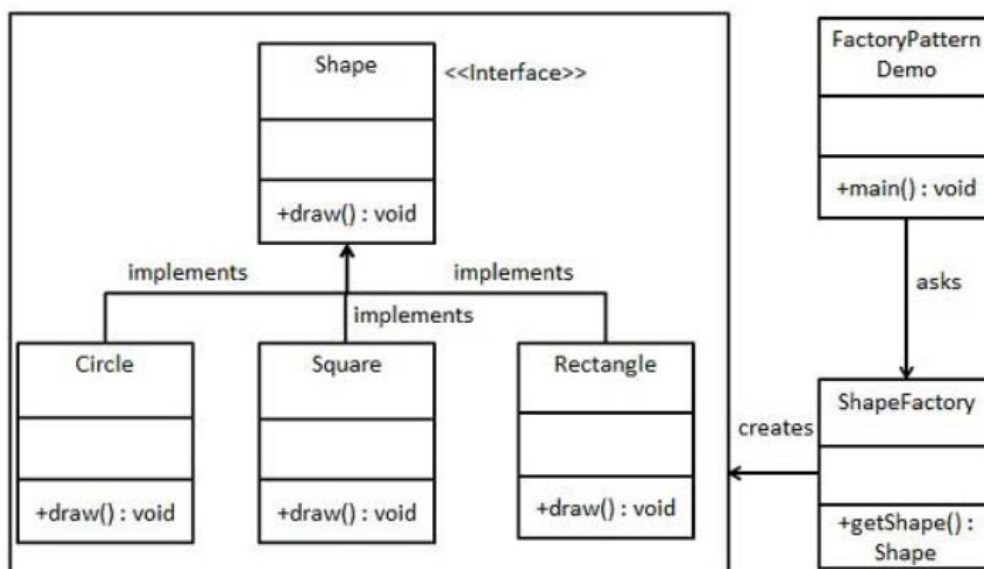 Shape
<<Interface>>
+draw() : void
implements
implements
implements
Circle
+draw() : void
Square
+draw() : void
Rectangle
+draw() : void
FactoryPattern
Demo
+main() : void
asks
ShapeFactory
+getShape() :
Shape
creates